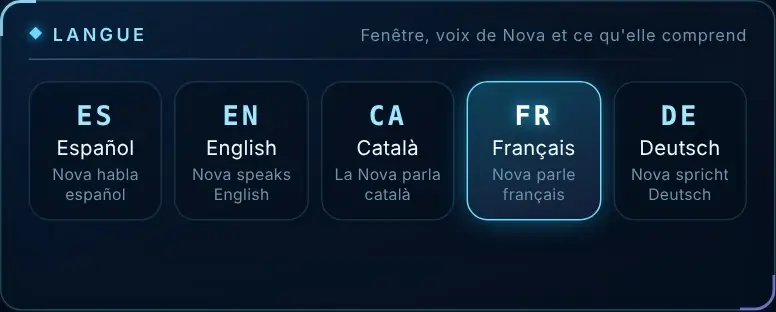 LANGUE
Fenêtre, voix de Nova et ce qu'elle comprend
ES
Español
Nova habla
español
EN
English
Nova speaks
English
CA
Català
La Nova parla
català
FR
Français
Nova parle
français
DE
Deutsch
Nova spricht
Deutsch